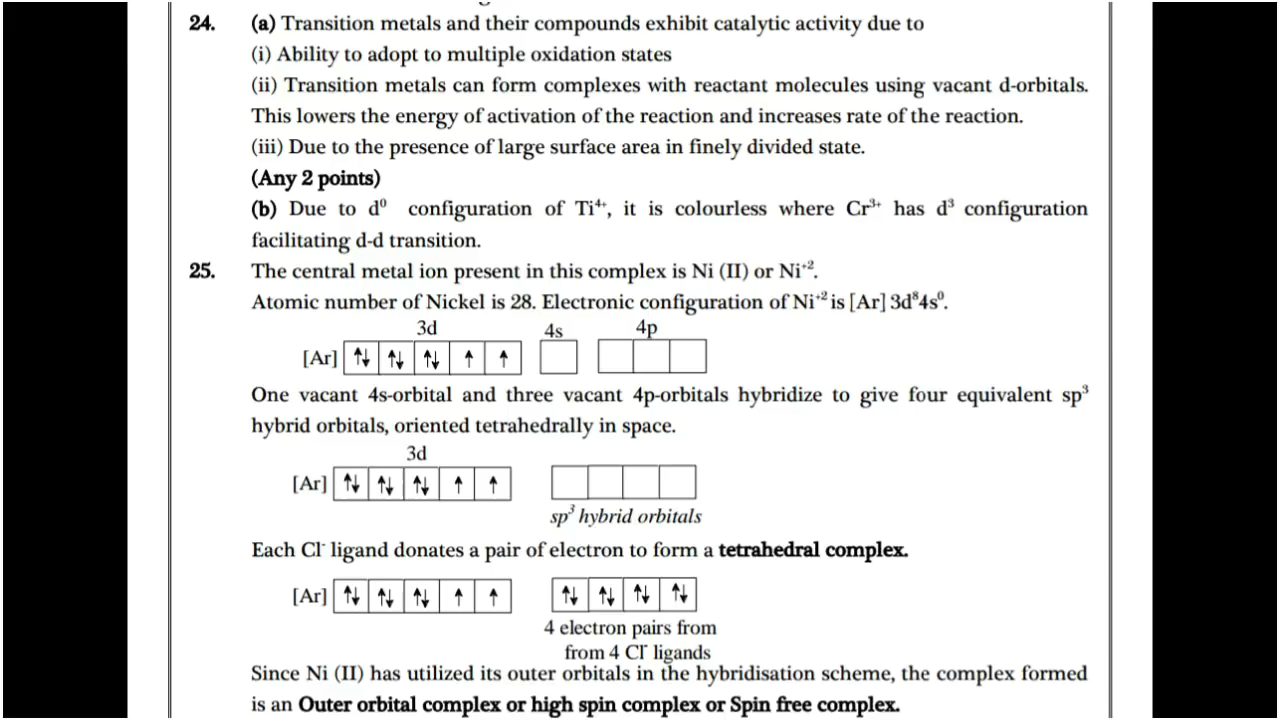 24. (a) Transition metals and their compounds exhibit catalytic activity due to
(i) Ability to adopt to multiple oxidation states
(ii) Transition metals can form complexes with reactant molecules using vacant d-orbitals.
This lowers the energy of activation of the reaction and increases rate of the reaction.
(iii) Due to the presence of large surface area in finely divided state.
(Any 2 points)
(b) Due to d⁰ configuration of Ti⁴⁺, it is colourless where Cr³⁺ has d³ configuration
facilitating d-d transition.
25. The central metal ion present in this complex is Ni (II) or Ni⁺².
Atomic number of Nickel is 28. Electronic configuration of Ni⁺² is [Ar] 3d⁸4s⁰.
3d 4s 4p
[Ar] ↑↓ ↑↓ ↑↓ ↑ ↑
One vacant 4s-orbital and three vacant 4p-orbitals hybridize to give four equivalent sp³
hybrid orbitals, oriented tetrahedrally in space.
3d
[Ar] ↑↓ ↑↓ ↑↓ ↑ ↑
sp³ hybrid orbitals
Each Cl⁻ ligand donates a pair of electron to form a tetrahedral complex.
[Ar] ↑↓ ↑↓ ↑↓ ↑ ↑ ↑↓ ↑↓ ↑↓ ↑↓
4 electron pairs from
from 4 Cl⁻ ligands
Since Ni (II) has utilized its outer orbitals in the hybridisation scheme, the complex formed
is an Outer orbital complex or high spin complex or Spin free complex.